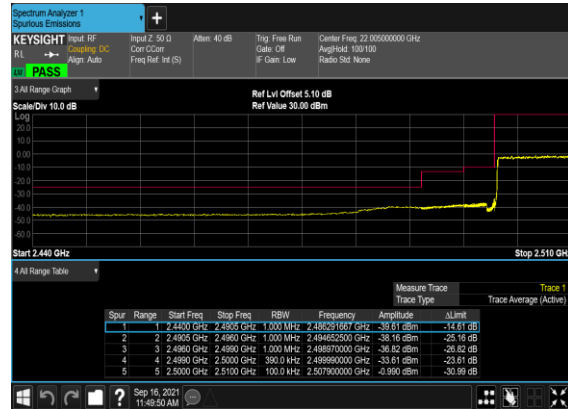 Spectrum Analyzer 1
Spurious Emissions
KEYSIGHT Input: RF Input Z: 50 Ω Atten: 40 dB Trig: Free Run Center Freq: 22.005000000 GHz
RL Coupling: DC Corr CCorr Gate: Off Avg|Hold: 100/100
Align: Auto Freq Ref: Int (S) IF Gain: Low Radio Std: None
LW PASS
3 All Range Graph
Ref Lvl Offset 5.10 dB
Scale/Div 10.0 dB Ref Value 30.00 dBm
Log
20.0
10.0
0.00
-10.0
-20.0
-30.0
-40.0
-50.0
-60.0
Start 2.440 GHz Stop 2.510 GHz
4 All Range Table
Measure Trace Trace 1
Trace Type Trace Average (Active)
Spur Range Start Freq Stop Freq RBW Frequency Amplitude ΔLimit
1 1 2.4400 GHz 2.4905 GHz 1.000 MHz 2.486291667 GHz -39.61 dBm -14.61 dB
2 2 2.4905 GHz 2.4960 GHz 1.000 MHz 2.494652500 GHz -38.16 dBm -25.16 dB
3 3 2.4960 GHz 2.4990 GHz 1.000 MHz 2.498970000 GHz -36.82 dBm -26.82 dB
4 4 2.4990 GHz 2.5000 GHz 390.0 kHz 2.499990000 GHz -33.61 dBm -23.61 dB
5 5 2.5000 GHz 2.5100 GHz 100.0 kHz 2.507900000 GHz -0.990 dBm -30.99 dB
? Sep 16, 2021
11:49:50 AM